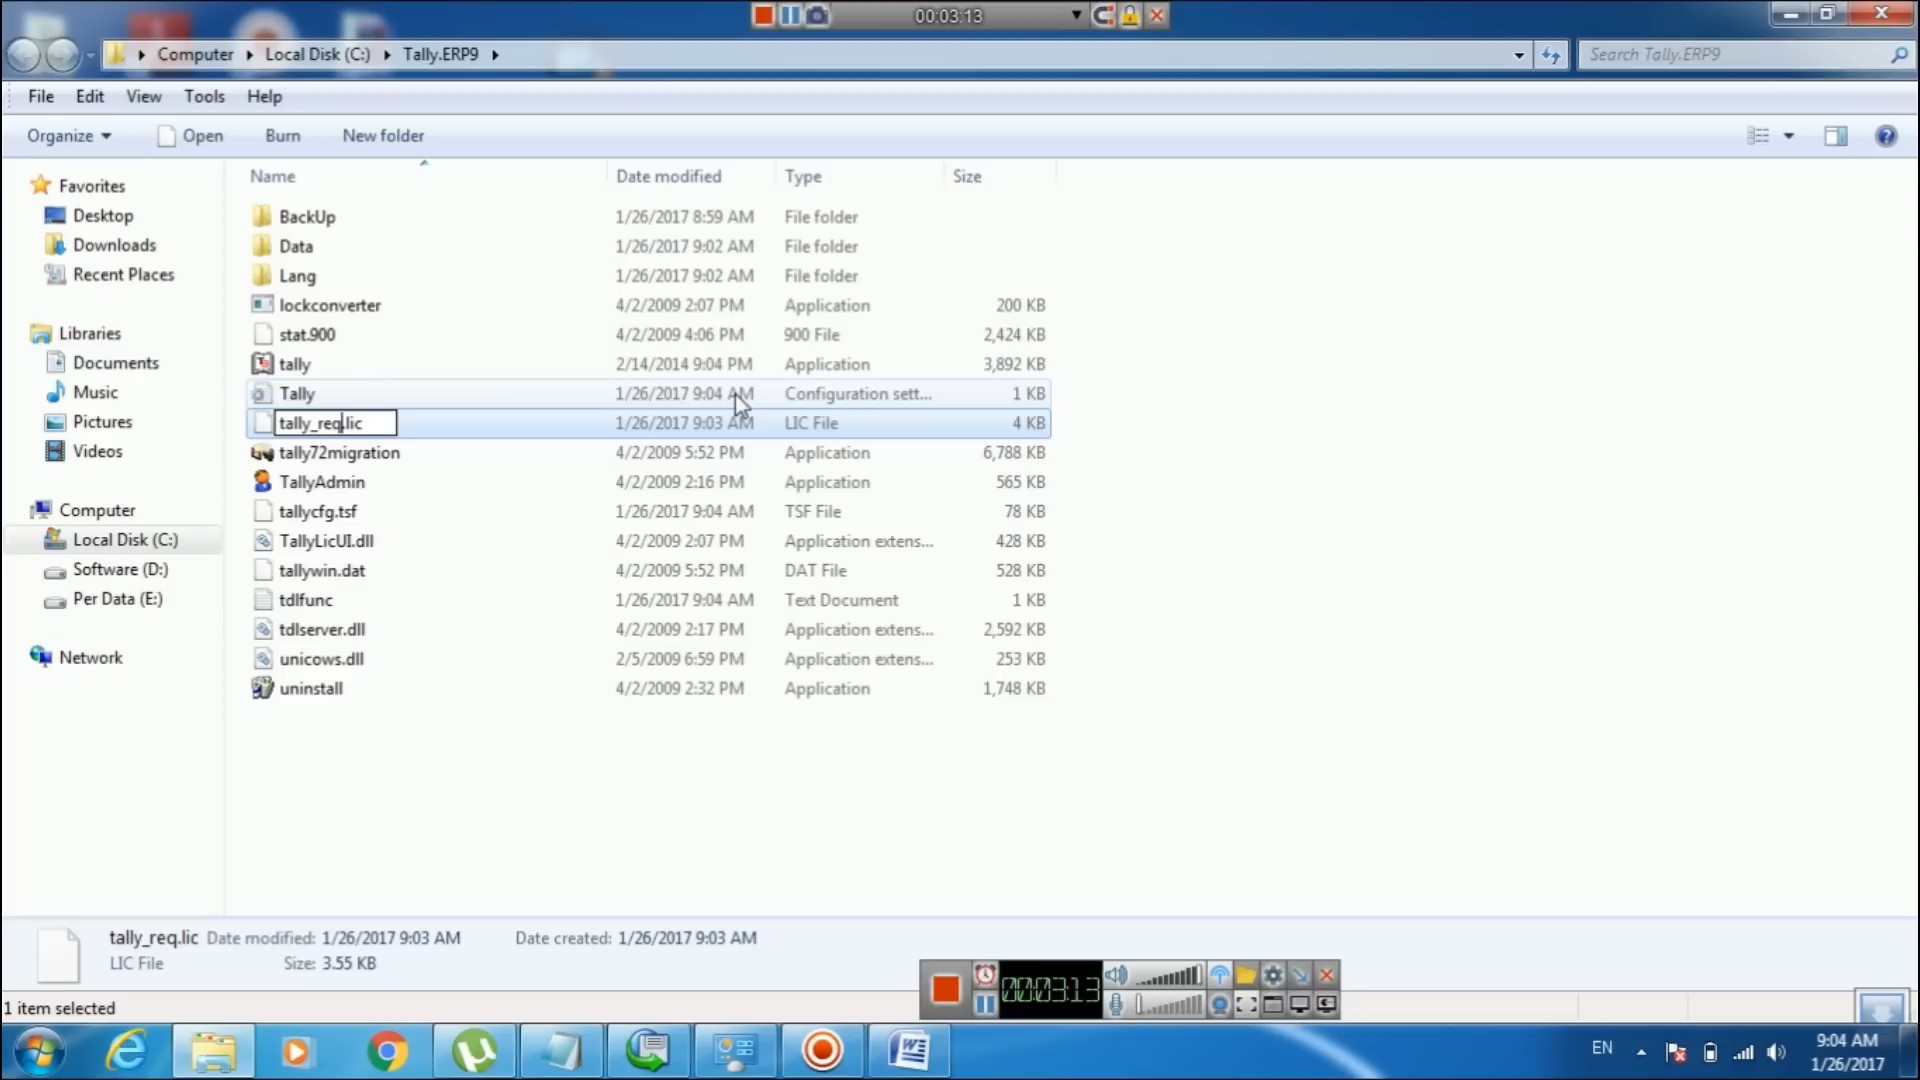 00:03:13
Computer Local Disk (C:) Tally.ERP9
Search Tally.ERP9
File Edit View Tools Help
Organize Open Burn New folder
Name Date modified Type Size
Favorites
Desktop
Downloads
Recent Places
Libraries
Documents
Music
Pictures
Videos
Computer
Local Disk (C:)
Software (D:)
Per Data (E:)
Network
BackUp 1/26/2017 8:59 AM File folder
Data 1/26/2017 9:02 AM File folder
Lang 1/26/2017 9:02 AM File folder
lockconverter 4/2/2009 2:07 PM Application 200 KB
stat.900 4/2/2009 4:06 PM 900 File 2,424 KB
tally 2/14/2014 9:04 PM Application 3,892 KB
Tally 1/26/2017 9:04 AM Configuration sett... 1 KB
tally_req.lic 1/26/2017 9:03 AM LIC File 4 KB
tally72migration 4/2/2009 5:52 PM Application 6,788 KB
TallyAdmin 4/2/2009 2:16 PM Application 565 KB
tallycfg.tsf 1/26/2017 9:04 AM TSF File 78 KB
TallyLicUI.dll 4/2/2009 2:07 PM Application extens... 428 KB
tallywin.dat 4/2/2009 5:52 PM DAT File 528 KB
tdlfunc 1/26/2017 9:04 AM Text Document 1 KB
tdlserver.dll 4/2/2009 2:17 PM Application extens... 2,592 KB
unicows.dll 2/5/2009 6:59 PM Application extens... 253 KB
uninstall 4/2/2009 2:32 PM Application 1,748 KB
tally_req.lic Date modified: 1/26/2017 9:03 AM Date created: 1/26/2017 9:03 AM
LIC File Size: 3.55 KB
00:03:13
1 item selected
EN
9:04 AM
1/26/2017